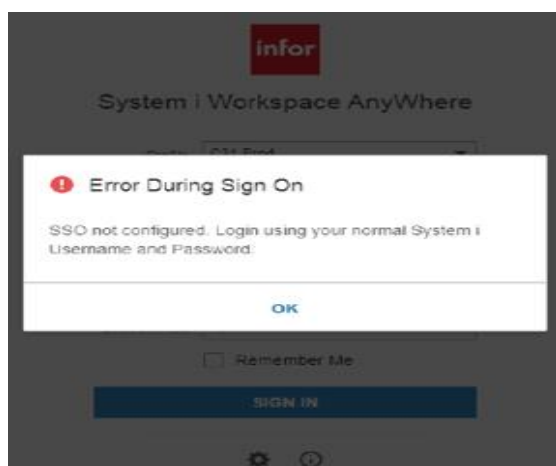 infor
System i Workspace AnyWhere
Error During Sign On
SSO not configured. Login using your normal System i
Username and Password.
OK
Remember Me
SIGN IN